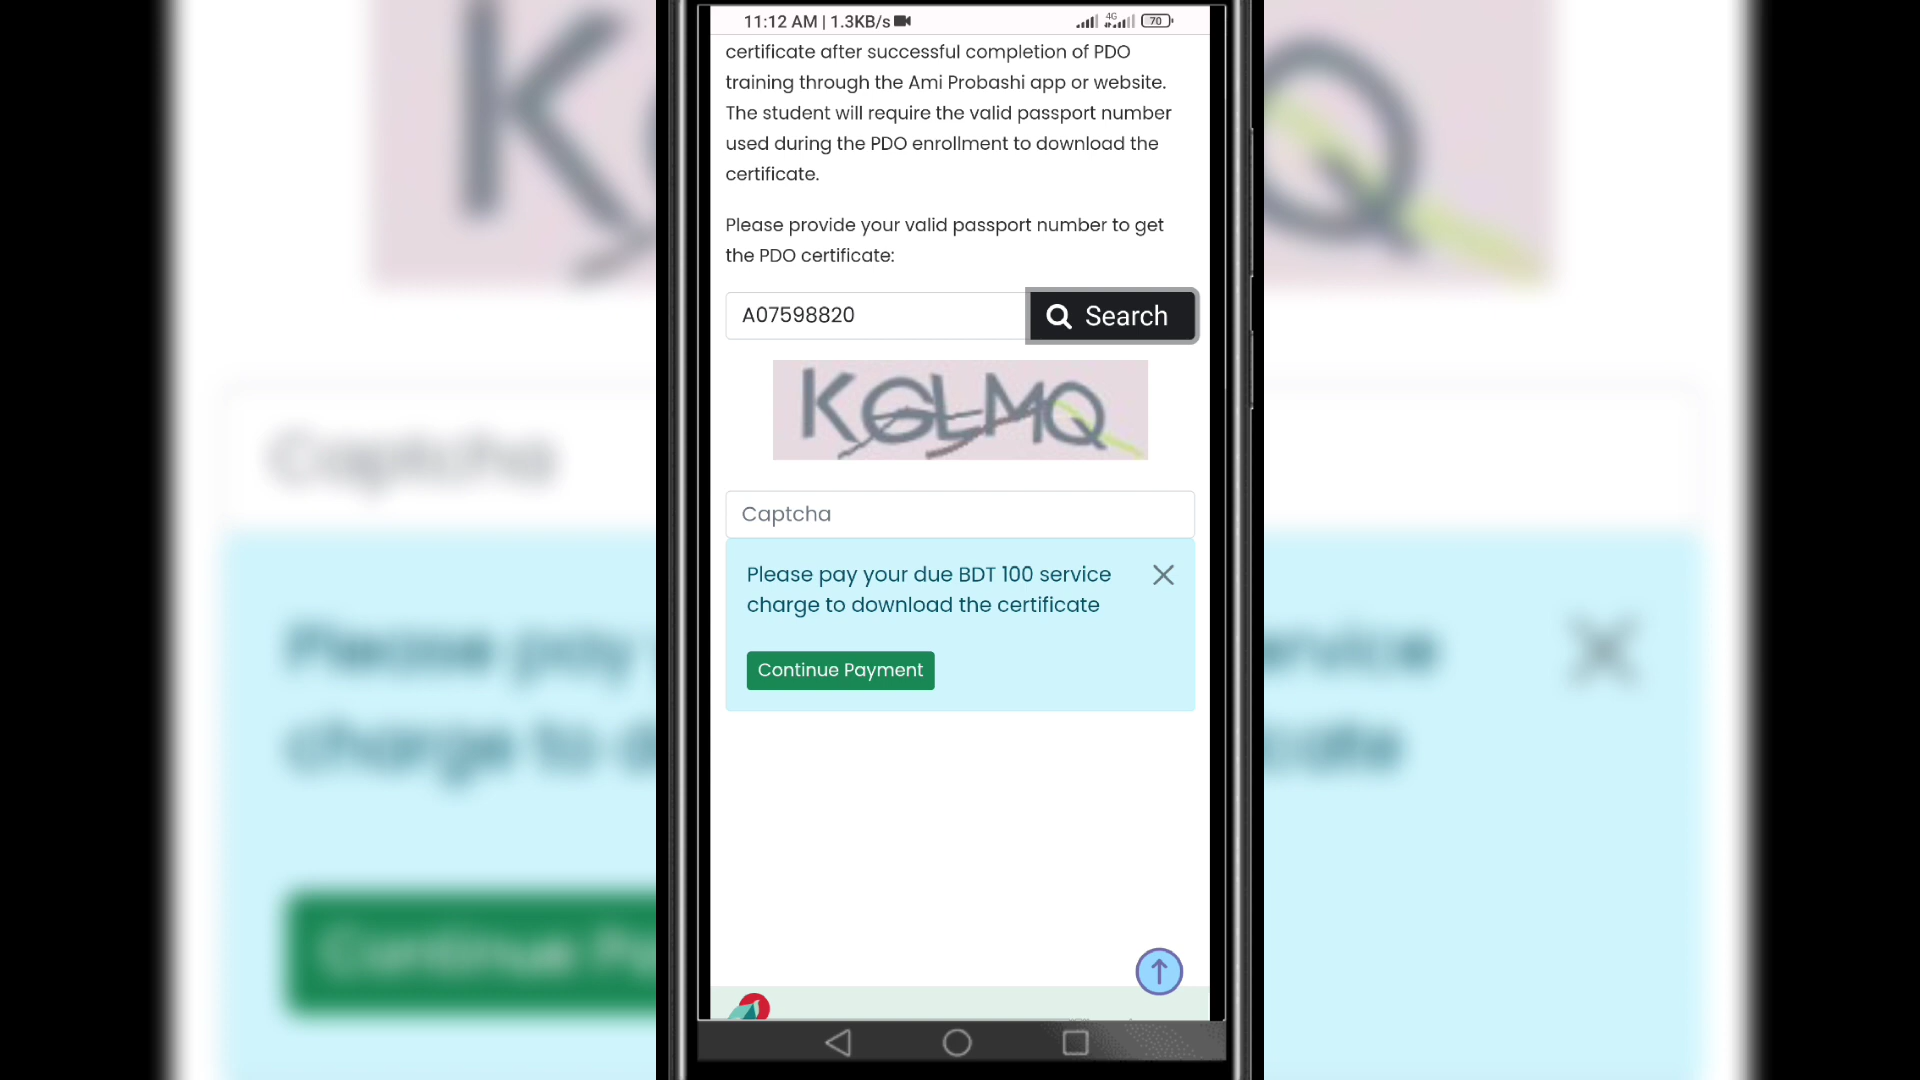 11:12 AM | 1.3KB/s
4G
70
certificate after successful completion of PDO
training through the Ami Probashi app or website.
The student will require the valid passport number
used during the PDO enrollment to download the
certificate.
Please provide your valid passport number to get
the PDO certificate:
A07598820
Search
KGLMQ
Captcha
Please pay your due BDT 100 service
charge to download the certificate
Continue Payment